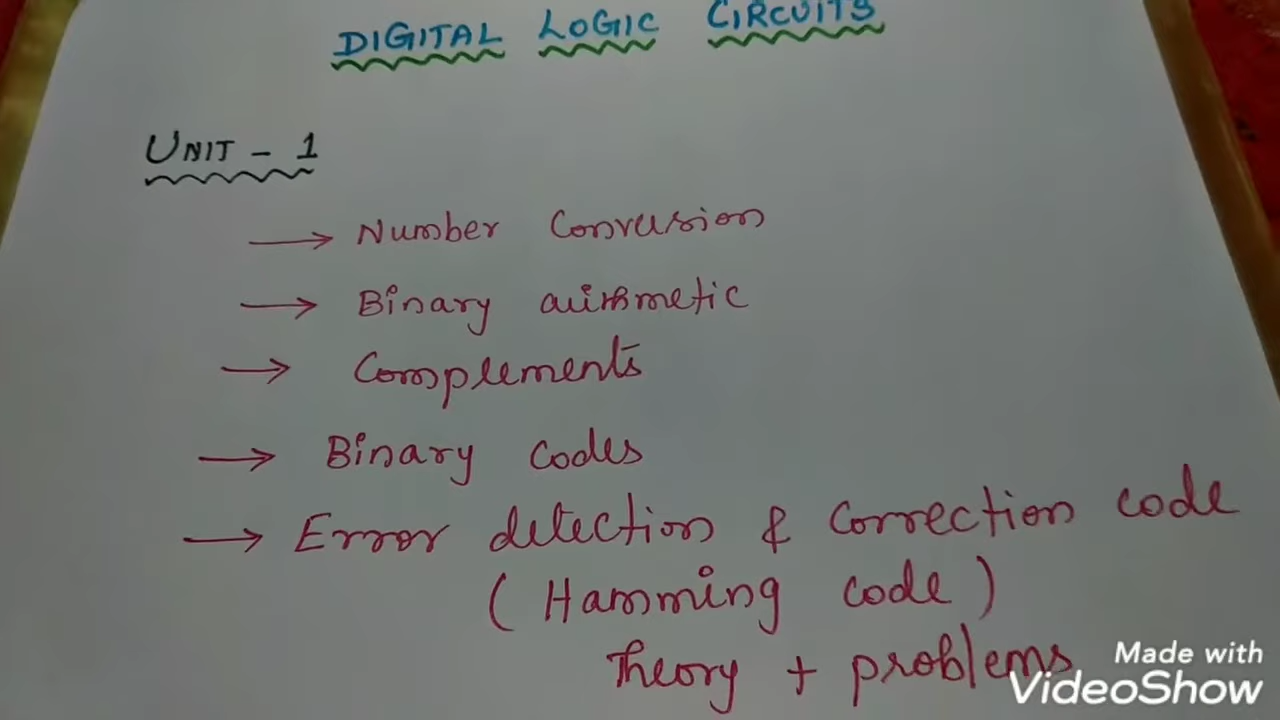 DIGITAL LOGIC CIRCUITS
UNIT - 1
→ Number Conversion
→ Binary arithmetic
→ Complements
→ Binary codes
→ Error detection & Correction code
( Hamming code )
Theory + problems
Made with
VideoShow